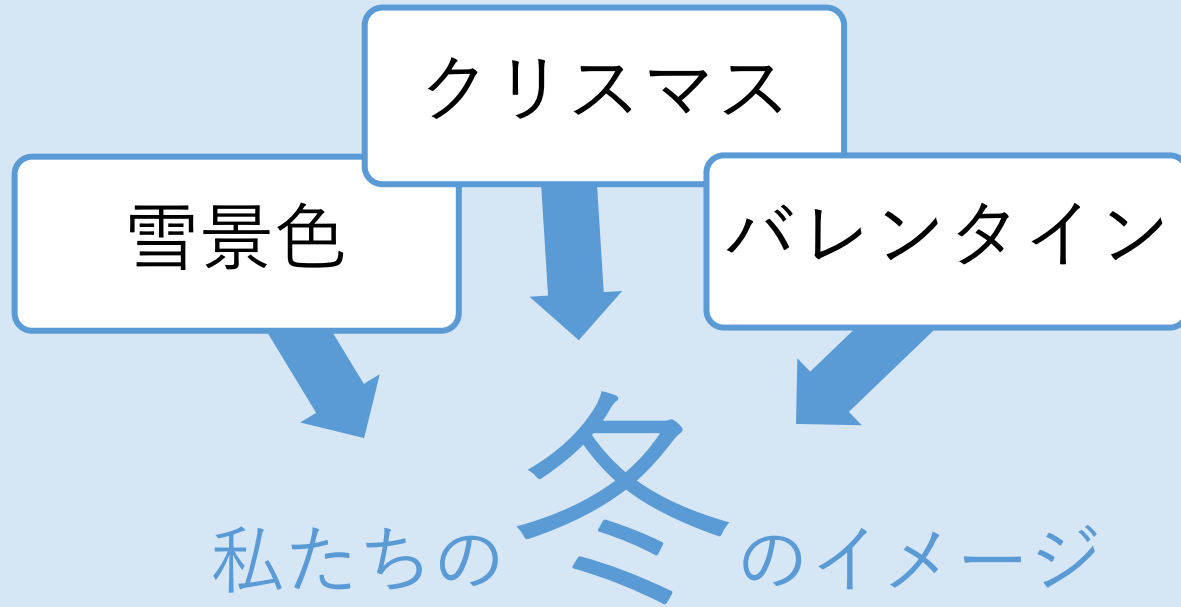 クリスマス
雪景色
バレンタイン
私たちの冬のイメージ